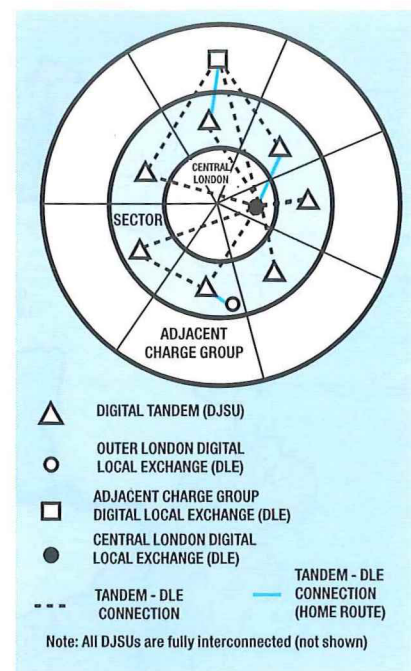 CENTRAL
LONDON
SECTOR
ADJACENT
CHARGE GROUP
DIGITAL TANDEM (DJSU)
OUTER LONDON DIGITAL
LOCAL EXCHANGE (DLE)
ADJACENT CHARGE GROUP
DIGITAL LOCAL EXCHANGE (DLE)
CENTRAL LONDON DIGITAL
LOCAL EXCHANGE (DLE)
TANDEM - DLE
CONNECTION
TANDEM - DLE
CONNECTION
(HOME ROUTE)
Note: All DJSUs are fully interconnected (not shown)